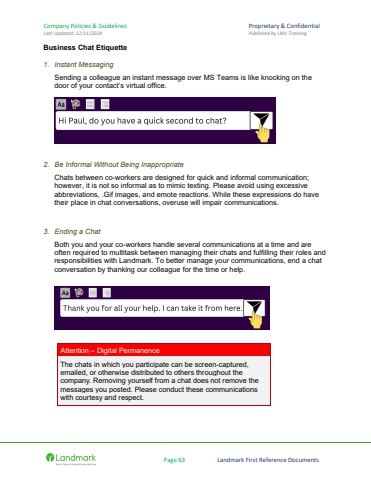 Company Policies & Guidelines
Proprietary & Confidential
Last Updated: 12/11/2024
Published by LMS Training
Business Chat Etiquette
1. Instant Messaging
Sending a colleague an instant message over MS Teams is like knocking on the
door of your contact's virtual office.
Aa
Hi Paul, do you have a quick second to chat?
2. Be Informal Without Being Inappropriate
Chats between co-workers are designed for quick and informal communication;
however, it is not so informal as to mimic texting. Please avoid using excessive
abbreviations, .Gif images, and emote reactions. While these expressions do have
their place in chat conversations, overuse will impair communications.
3. Ending a Chat
Both you and your co-workers handle several communications at a time and are
often required to multitask between managing their chats and fulfilling their roles and
responsibilities with Landmark. To better manage your communications, end a chat
conversation by thanking our colleague for the time or help.
Aa
Thank you for all your help. I can take it from here.
Attention – Digital Permanence
The chats in which you participate can be screen-captured,
emailed, or otherwise distributed to others throughout the
company. Removing yourself from a chat does not remove the
messages you posted. Please conduct these communications
with courtesy and respect.
Landmark
Page 63
Landmark First Reference Documents